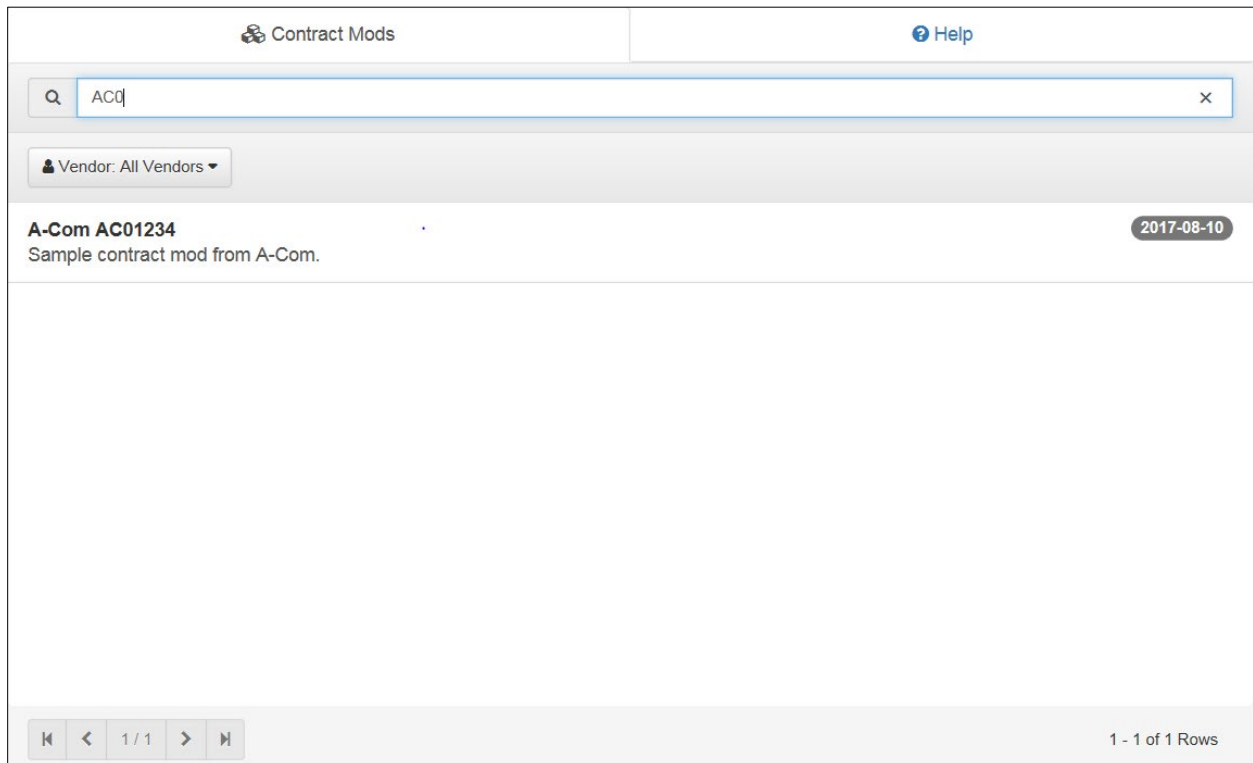 Contract Mods
Help
AC0
Vendor: All Vendors
A-Com AC01234
2017-08-10
Sample contract mod from A-Com.
1 / 1
1 - 1 of 1 Rows